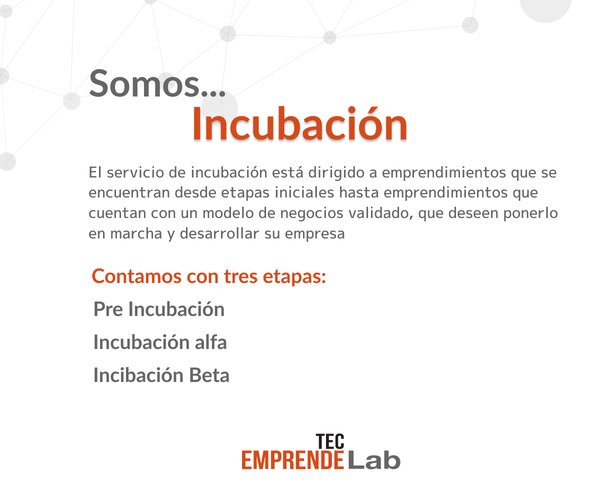 Somos...
Incubación
El servicio de incubación está dirigido a emprendimientos que se
encuentran desde etapas iniciales hasta emprendimientos que
cuentan con un modelo de negocios validado, que deseen ponerlo
en marcha y desarrollar su empresa
Contamos con tres etapas:
Pre Incubación
Incubación alfa
Incibación Beta
TEC
EMPRENDE Lab